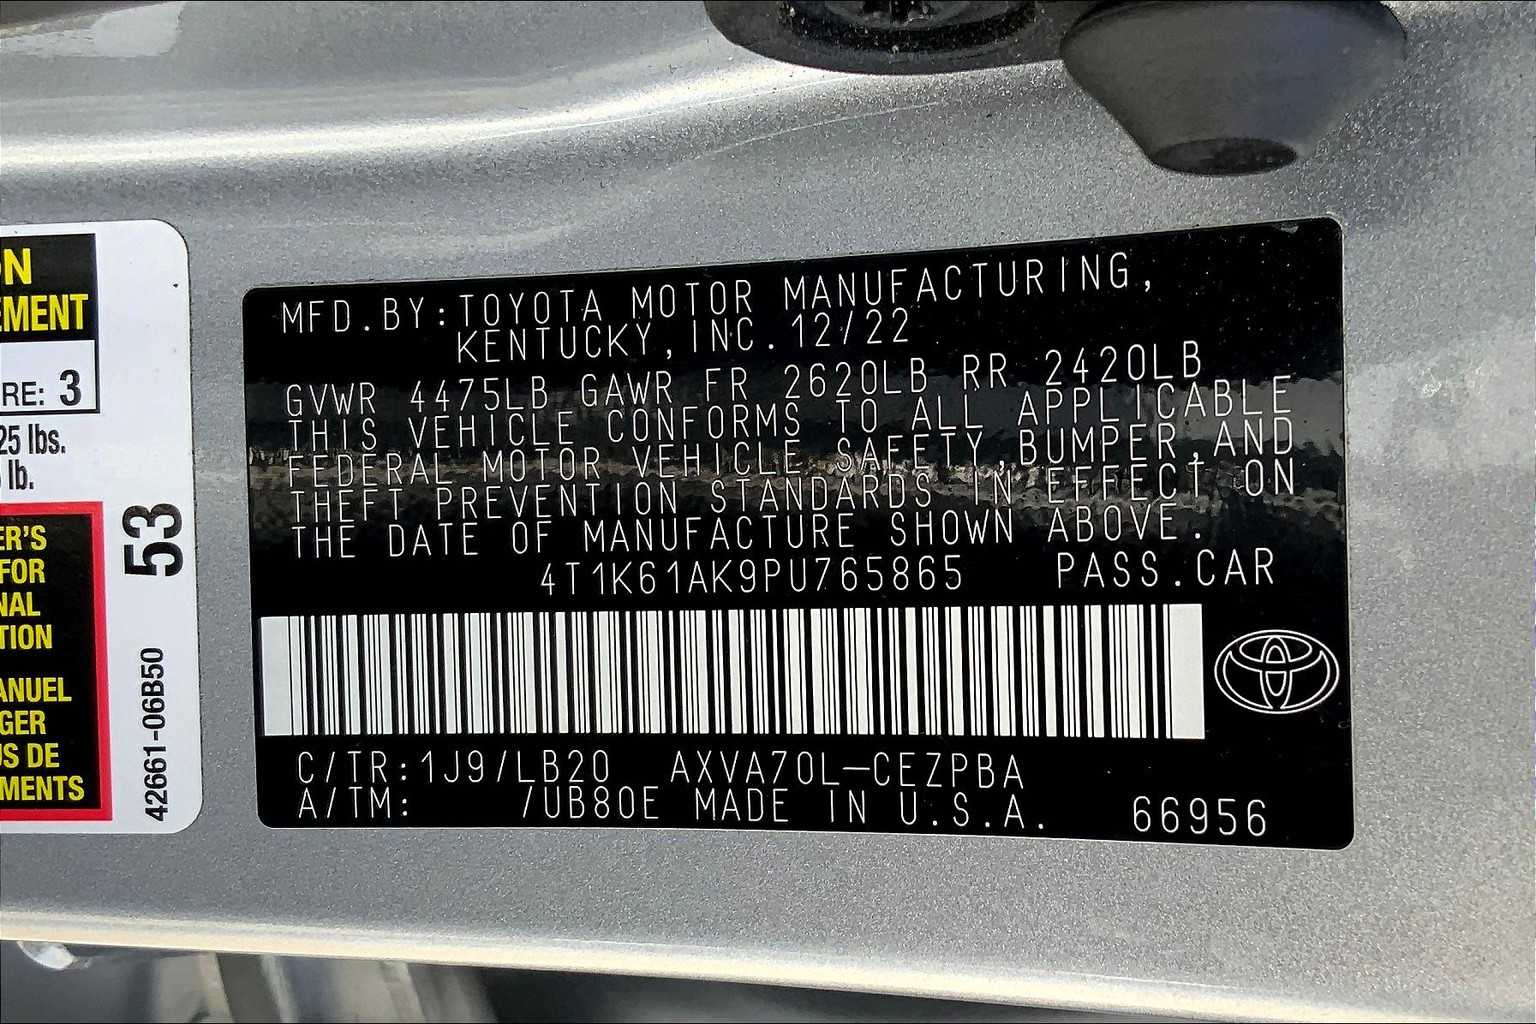 ON
EMENT
RE: 3
25 lbs.
lb.
ER'S
FOR
NAL
TION
ANUEL
GER
US DE
MENTS
53
42661-06B50
MFD.BY:TOYOTA MOTOR MANUFACTURING,
KENTUCKY,INC.12/22
GVWR 4475LB GAWR FR 2620LB RR 2420LB
THIS VEHICLE CONFORMS TO ALL APPLICABLE
FEDERAL MOTOR VEHICLE SAFETY,BUMPER,AND
THEFT PREVENTION STANDARDS IN EFFECT ON
THE DATE OF MANUFACTURE SHOWN ABOVE.
4T1K61AK9PU765865 PASS.CAR
C/TR:1J9/LB20 AXVA70L-CEZPBA
A/TM: /UB80E MADE IN U.S.A. 66956